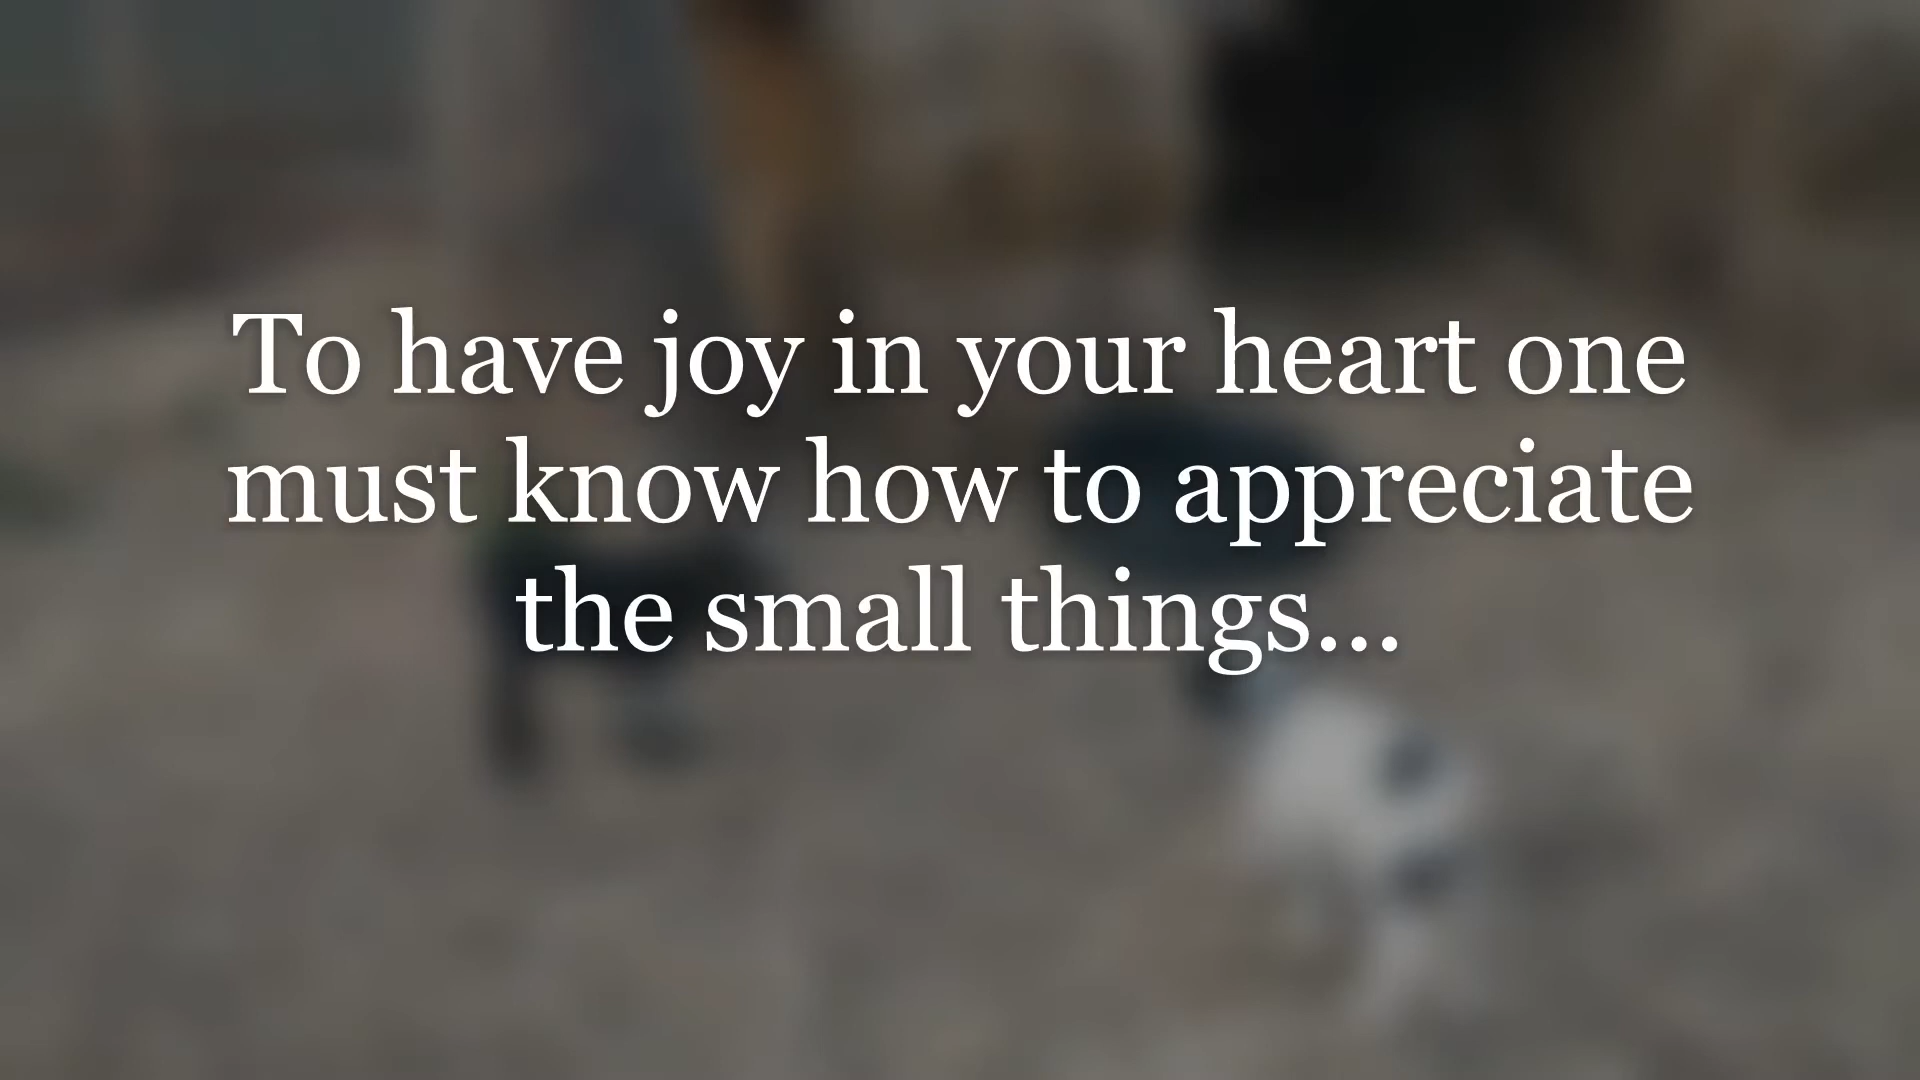 To have joy in your heart one
must know how to appreciate
the small things...